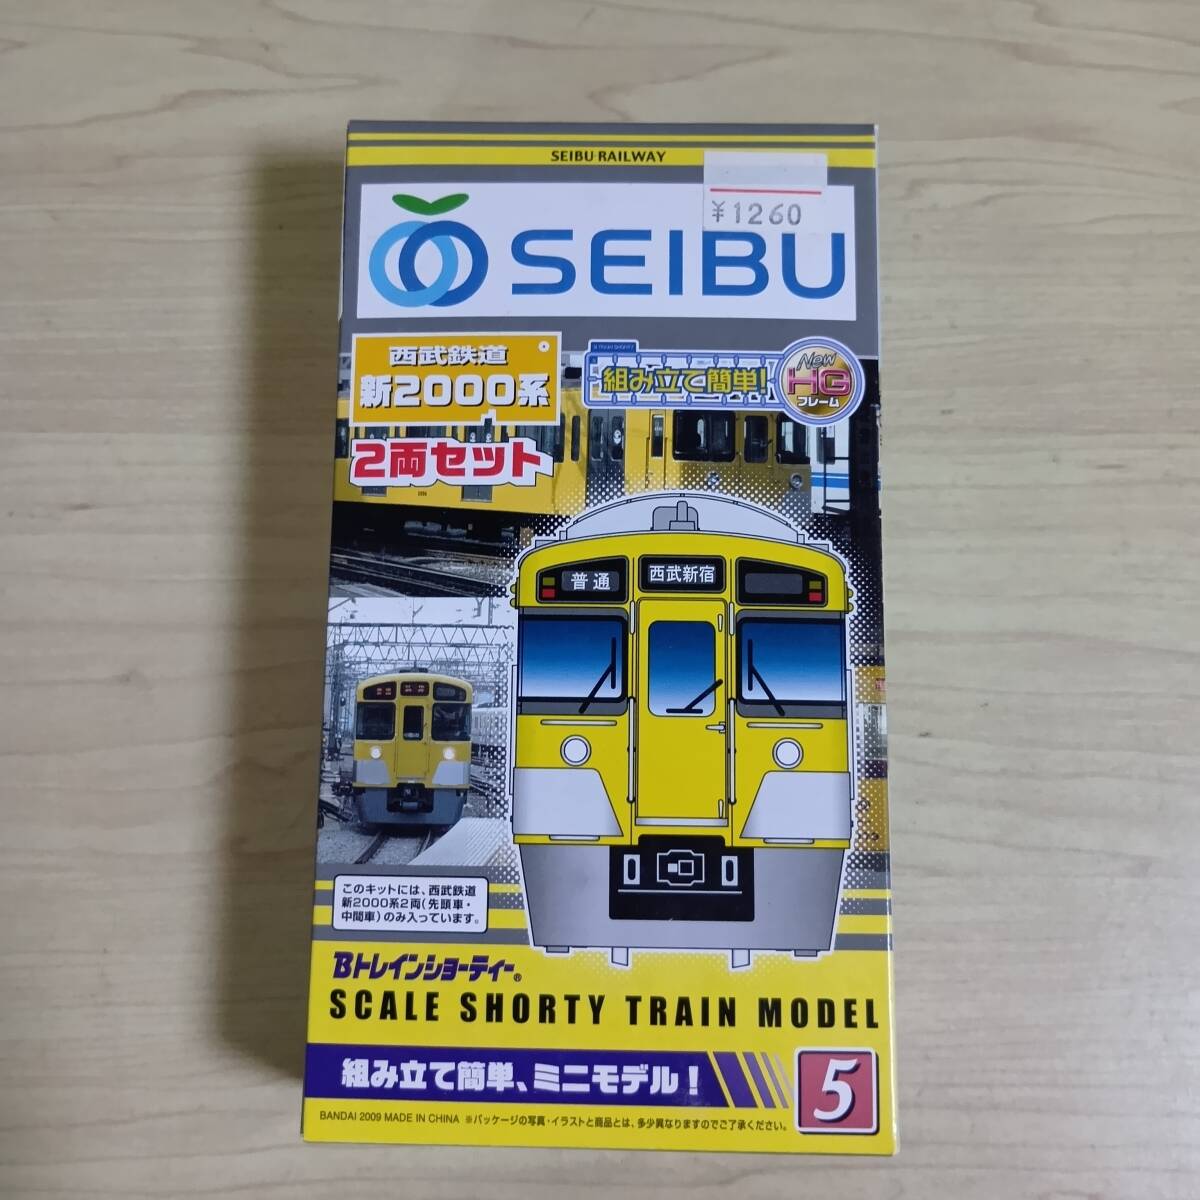 SEIBU RAILWAY
¥1260
SEIBU
西武鉄道
新2000系
2両セット
組み立て簡単!
New
HG
フレーム
普通
西武新宿
このキットには、西武鉄道
新2000系2両(先頭車・
中間車)のみ入っています。
Bトレインショーティー®
SCALE SHORTY TRAIN MODEL
組み立て簡単、ミニモデル!
5
BANDAI 2009 MADE IN CHINA ※パッケージの写真・イラストと商品とは、多少異なりますのでご了承ください。